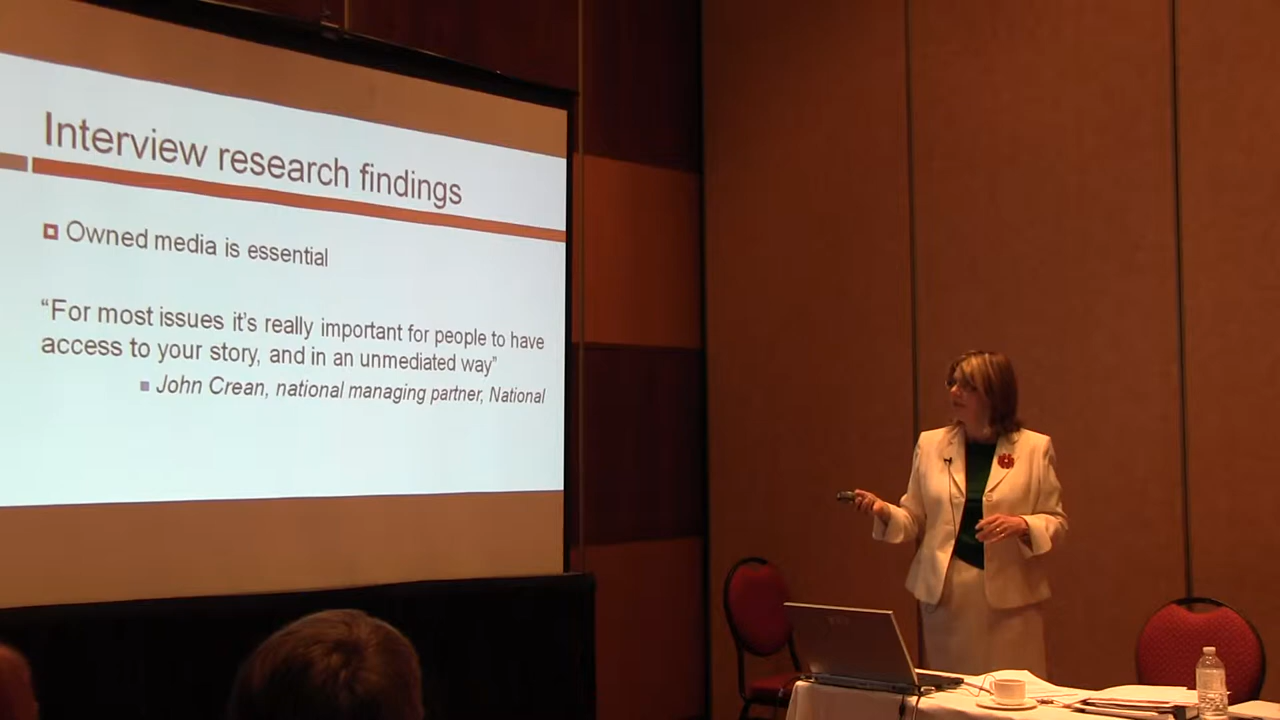 Interview research findings
Owned media is essential
“For most issues it’s really important for people to have
access to your story, and in an unmediated way”
John Crean, national managing partner, National